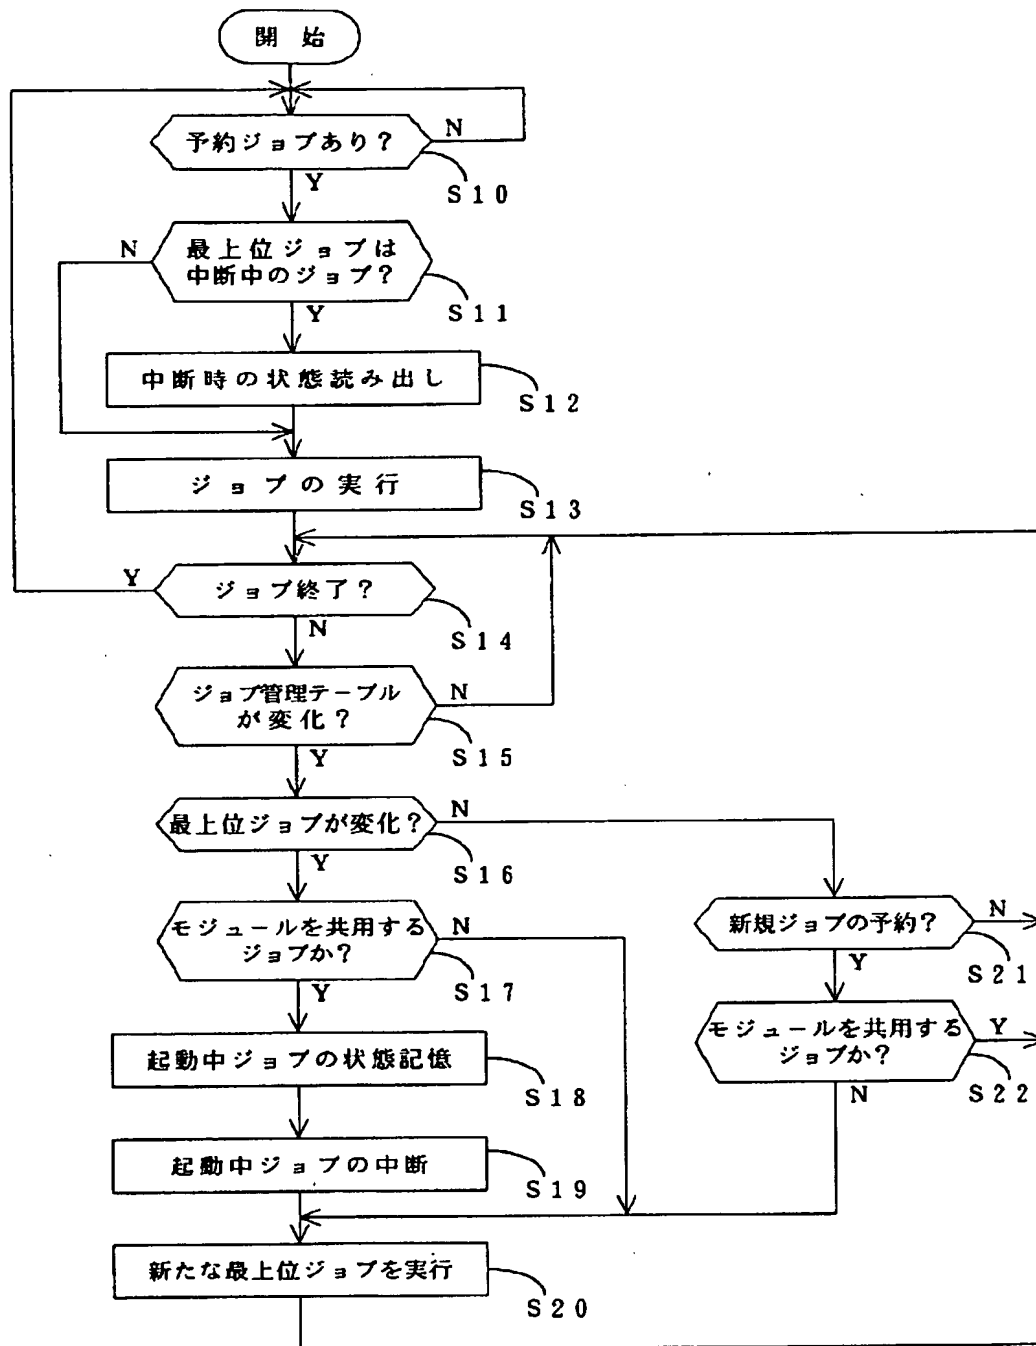 開始
予約ジョブあり？
N
Y
S10
最上位ジョブは
中断中のジョブ？
N
Y
S11
中断時の状態読み出し
S12
ジョブの実行
S13
ジョブ終了？
Y
N
S14
ジョブ管理テーブル
が変化？
N
Y
S15
最上位ジョブが変化？
N
Y
S16
モジュールを共用する
ジョブか？
N
Y
S17
新規ジョブの予約？
N
Y
S21
モジュールを共用する
ジョブか？
Y
N
S22
起動中ジョブの状態記憶
S18
起動中ジョブの中断
S19
新たな最上位ジョブを実行
S20